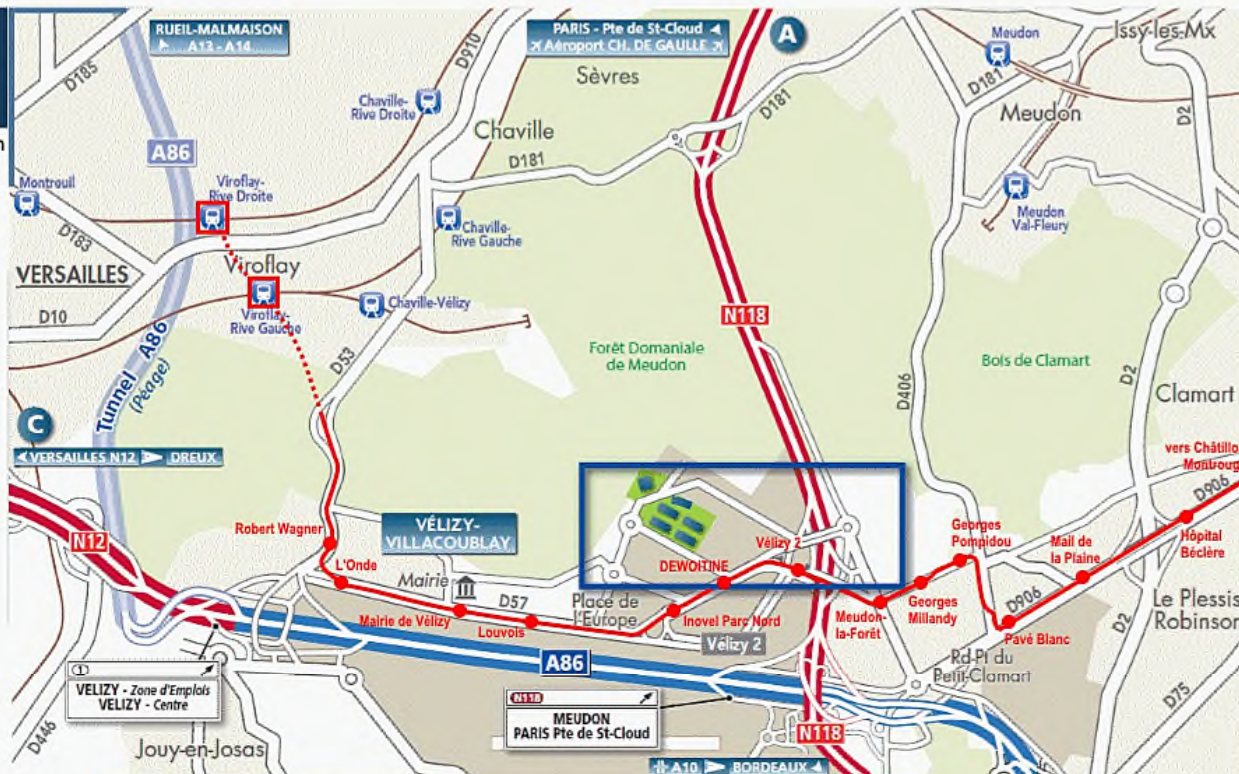 RUEIL-MALMAISON
A13 - A14
PARIS - Pte de St-Cloud
Aéroport CH. DE GAULLE
A
Issy-les-Mx
Meudon
D185
D910
Sèvres
D181
D181
Meudon
D2
Chaville-
Rive Droite
Chaville
D181
A86
Montreuil
Viroflay-
Rive Droite
Meudon
Val-Fleury
D183
Chaville-
Rive Gauche
VERSAILLES
Viroflay
D10
Viroflay-
Rive Gauche
Chaville-Vélizy
N118
Tunnel A86
(Péage)
D53
Forêt Domaniale
de Meudon
Bois de Clamart
D406
D2
Clamart
C
VERSAILLES N12
DREUX
vers Châtillo
Montroug
D906
N12
Robert Wagner
VÉLIZY-
VILLACOUBLAY
Vélizy 2
Georges
Pompidou
Mail de
la Plaine
Hôpital
Béclère
L'Onde
Mairie
DEWOITINE
D57
Place de
l'Europe
Mairie de Vélizy
Louvois
Inovel Parc Nord
Meudon-
la-Forêt
Georges
Millandy
D906
Pavé Blanc
Le Plessis
Robinson
D2
Vélizy 2
A86
Rd-Pt du
Petit-Clamart
D75
1
VELIZY - Zone d'Emplois
VELIZY - Centre
N118
MEUDON
PARIS Pte de St-Cloud
N118
D446
Jouy-en-Josas
A10
BORDEAUX